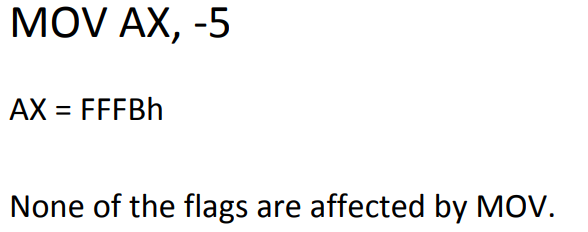 MOV AX, -5
AX = FFFBh
None of the flags are affected by MOV.